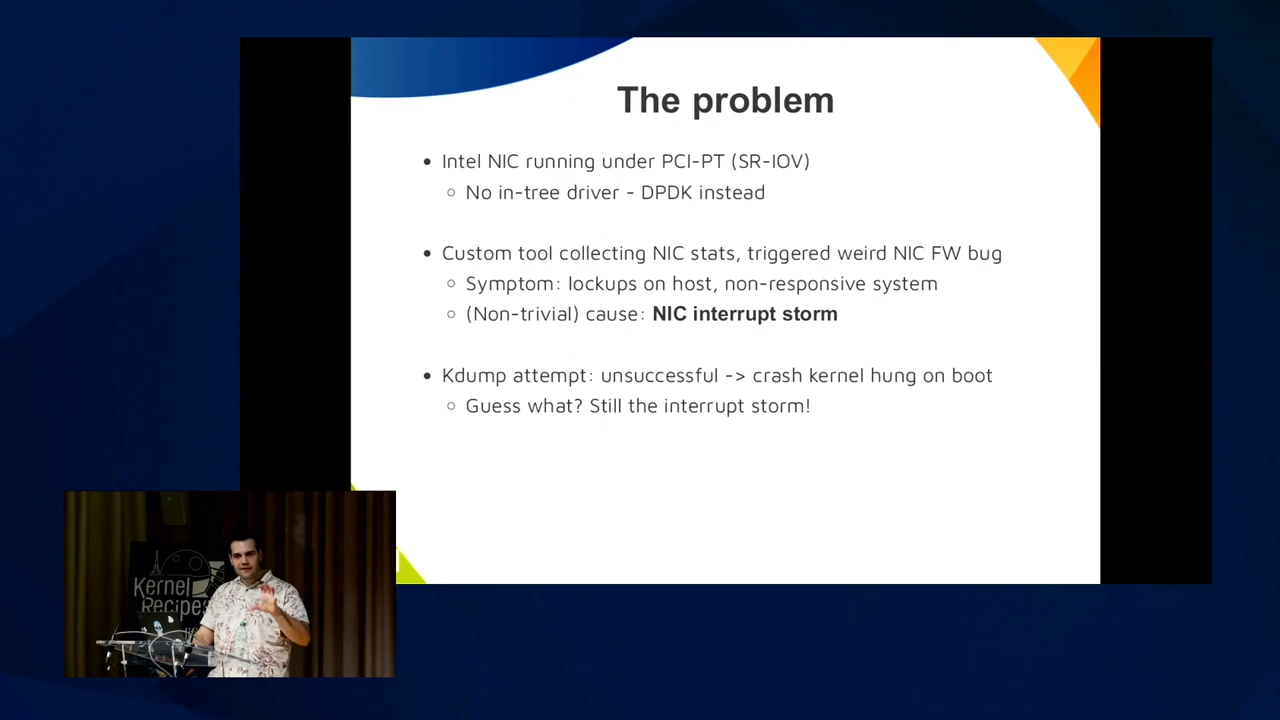 The problem
• Intel NIC running under PCI-PT (SR-IOV)
○ No in-tree driver - DPDK instead
• Custom tool collecting NIC stats, triggered weird NIC FW bug
○ Symptom: lockups on host, non-responsive system
○ (Non-trivial) cause: NIC interrupt storm
• Kdump attempt: unsuccessful -> crash kernel hung on boot
○ Guess what? Still the interrupt storm!
Kernel
Recipes